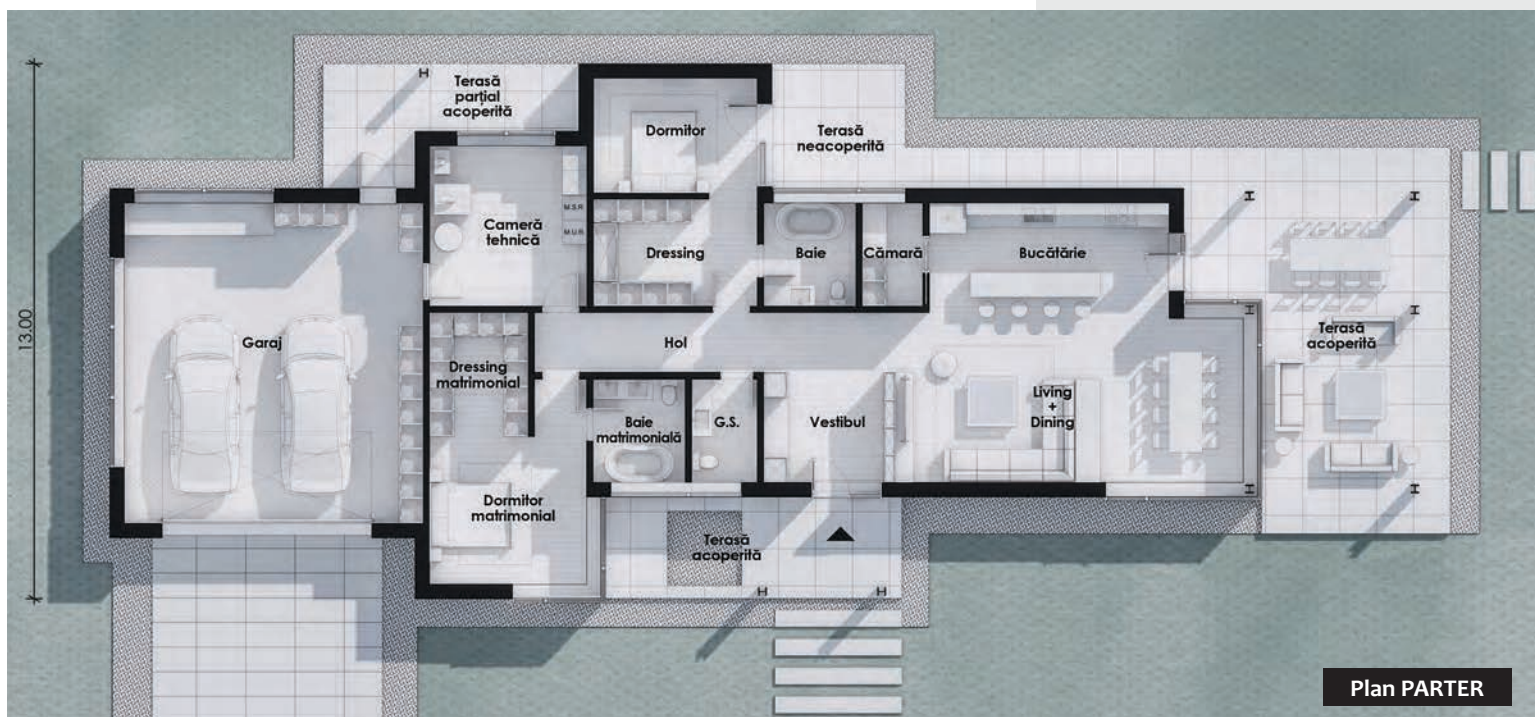 Terasă
parțial
acoperită
Dormitor
Terasă
neacoperită
Cameră
tehnică
M.S.R
M.U.R
Dressing
Baie
Cămară
Bucătărie
13.00
Garaj
Hol
Dressing
matrimonial
Terasă
acoperită
Living
+
Dining
Baie
matrimonială
G.S.
Vestibul
Dormitor
matrimonial
Terasă
acoperită
Plan PARTER